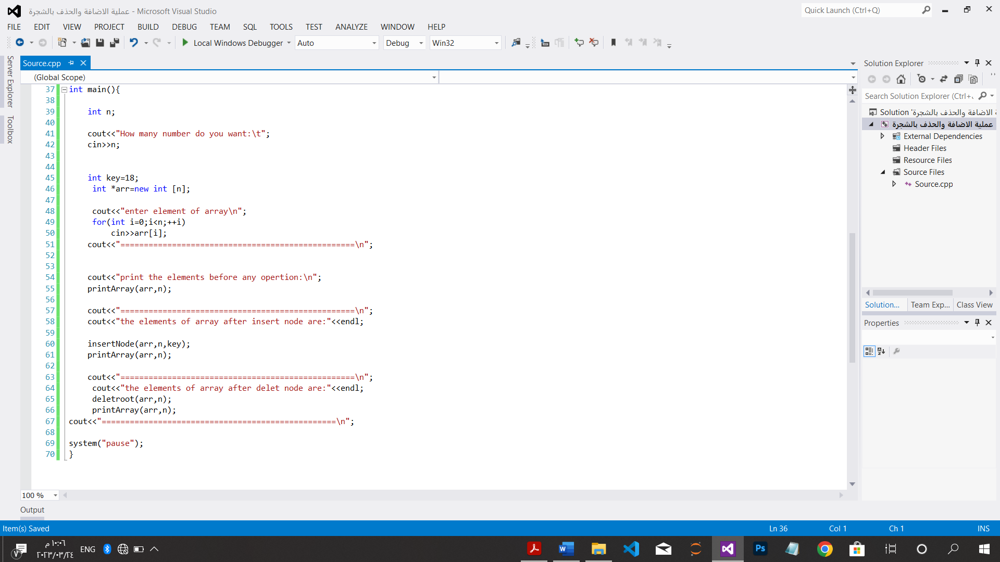 عملية الاضافة والحذف بالشجرة - Microsoft Visual Studio
Quick Launch (Ctrl+Q)
FILE EDIT VIEW PROJECT BUILD DEBUG TEAM SQL TOOLS TEST ANALYZE WINDOW HELP
Local Windows Debugger Auto Debug Win32
Server Explorer
Toolbox
Source.cpp
(Global Scope)
37 int main(){
38
39 int n;
40
41 cout<<"How many number do you want:\t";
42 cin>>n;
43
44
45 int key=18;
46 int *arr=new int [n];
47
48 cout<<"enter element of array\n";
49 for(int i=0;i<n;++i)
50 cin>>arr[i];
51 cout<<"==================================================\n";
52
53
54 cout<<"print the elements before any opertion:\n";
55 printArray(arr,n);
56
57 cout<<"==================================================\n";
58 cout<<"the elements of array after insert node are:"<<endl;
59
60 insertNode(arr,n,key);
61 printArray(arr,n);
62
63 cout<<"==================================================\n";
64 cout<<"the elements of array after delet node are:"<<endl;
65 deletroot(arr,n);
66 printArray(arr,n);
67 cout<<"==================================================\n";
68
69 system("pause");
70 }
100 %
Output
Solution Explorer
Search Solution Explorer (Ctrl+
Solution 'الاضافة والحذف بالشجرة
عملية الاضافة والحذف بالشجرة
External Dependencies
Header Files
Resource Files
Source Files
Source.cpp
Solution... Team Exp... Class View
Properties
Item(s) Saved Ln 36 Col 1 Ch 1 INS
١٠:٠٦ م
٢٠٢٣/٠٣/٢٤
ENG
٧
Ps